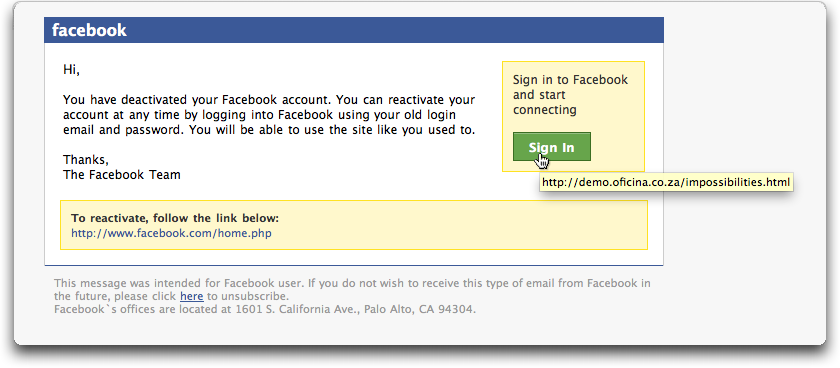 facebook
Hi,
You have deactivated your Facebook account. You can reactivate your
account at any time by logging into Facebook using your old login
email and password. You will be able to use the site like you used to.
Thanks,
The Facebook Team
Sign in to Facebook
and start
connecting
Sign In
http://demo.oficina.co.za/impossibilities.html
To reactivate, follow the link below:
http://www.facebook.com/home.php
This message was intended for Facebook user. If you do not wish to receive this type of email from Facebook in
the future, please click here to unsubscribe.
Facebook`s offices are located at 1601 S. California Ave., Palo Alto, CA 94304.